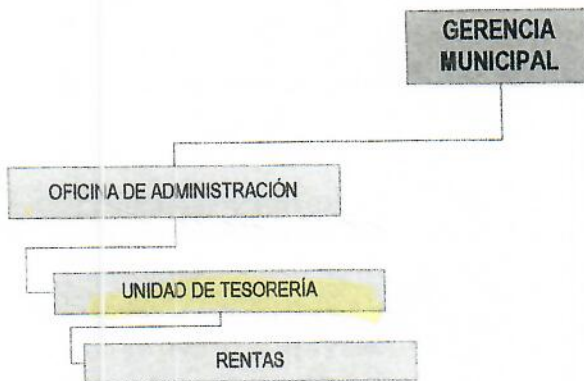 GERENCIA
MUNICIPAL
OFICINA DE ADMINISTRACIÓN
UNIDAD DE TESORERÍA
RENTAS